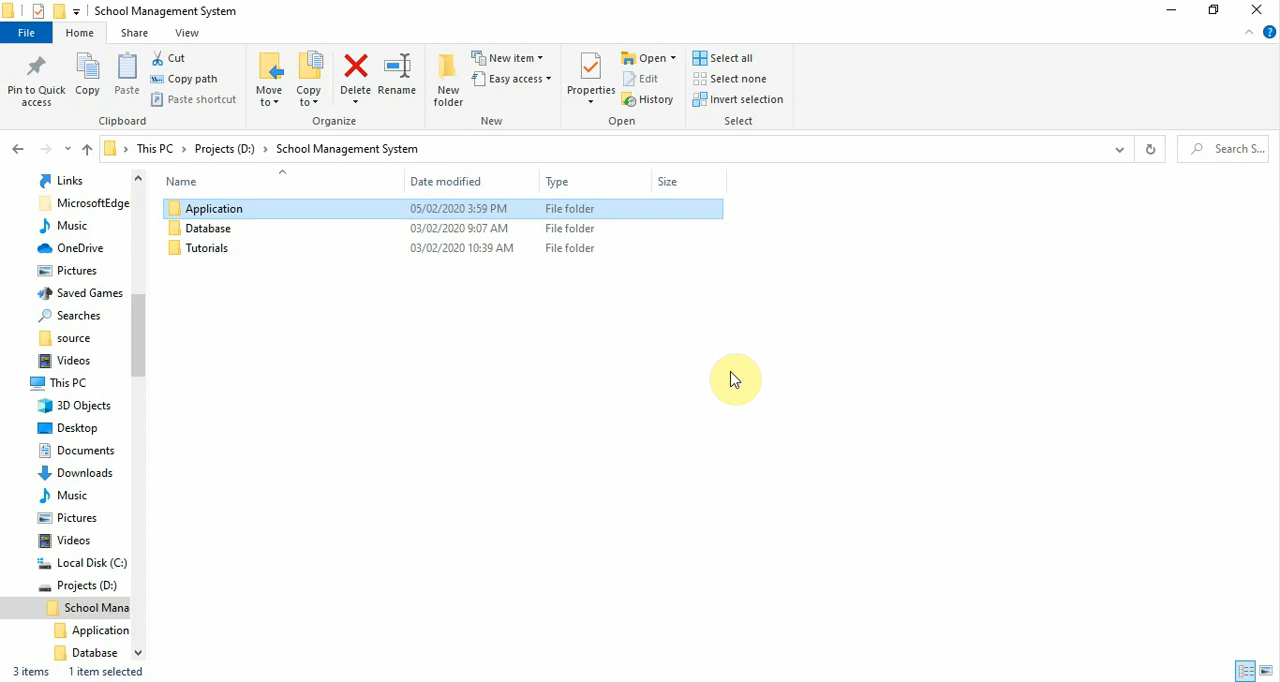 School Management System
File Home Share View
Pin to Quick access
Copy
Paste
Cut
Copy path
Paste shortcut
Clipboard
Move to
Copy to
Delete
Rename
Organize
New folder
New item
Easy access
New
Properties
Open
Edit
History
Open
Select all
Select none
Invert selection
Select
This PC > Projects (D:) > School Management System
Search S...
Links
MicrosoftEdge
Music
OneDrive
Pictures
Saved Games
Searches
source
Videos
This PC
3D Objects
Desktop
Documents
Downloads
Music
Pictures
Videos
Local Disk (C:)
Projects (D:)
School Mana
Application
Database
Name Date modified Type Size
Application 05/02/2020 3:59 PM File folder
Database 03/02/2020 9:07 AM File folder
Tutorials 03/02/2020 10:39 AM File folder
3 items 1 item selected